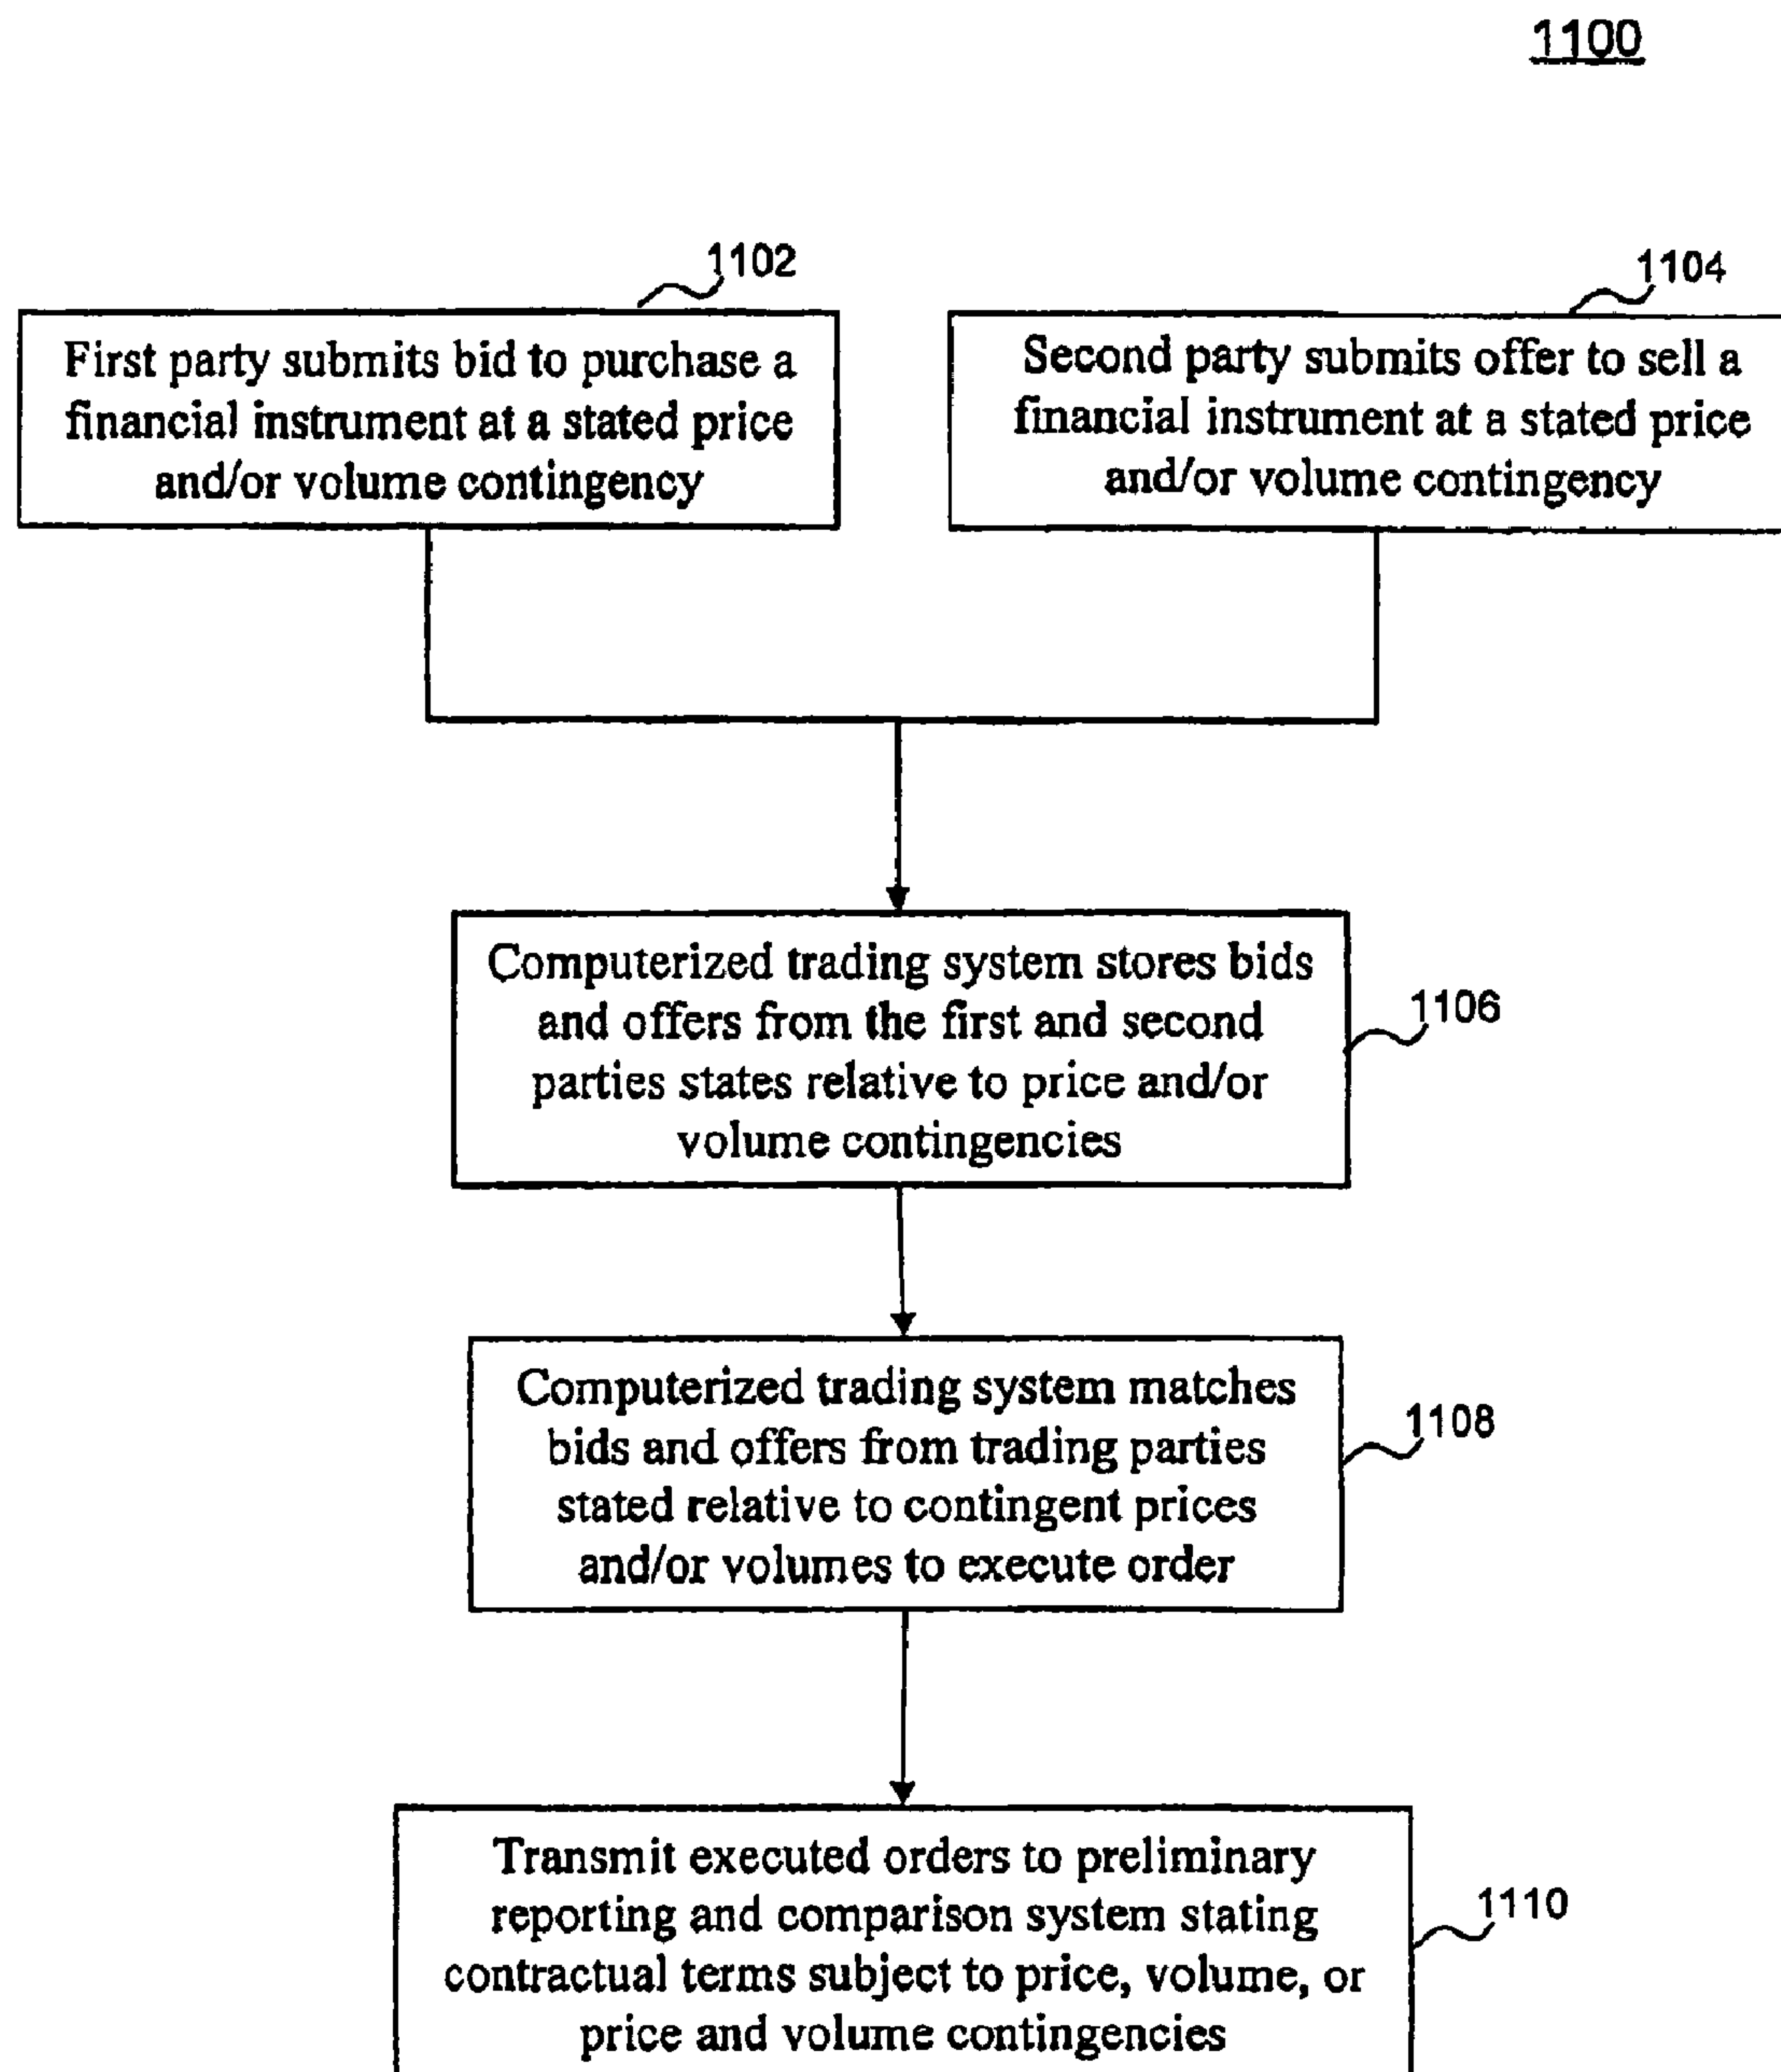 1100
1102
First party submits bid to purchase a
financial instrument at a stated price
and/or volume contingency
1104
Second party submits offer to sell a
financial instrument at a stated price
and/or volume contingency
Computerized trading system stores bids
and offers from the first and second
parties states relative to price and/or
volume contingencies
1106
Computerized trading system matches
bids and offers from trading parties
stated relative to contingent prices
and/or volumes to execute order
1108
Transmit executed orders to preliminary
reporting and comparison system stating
contractual terms subject to price, volume, or
price and volume contingencies
1110